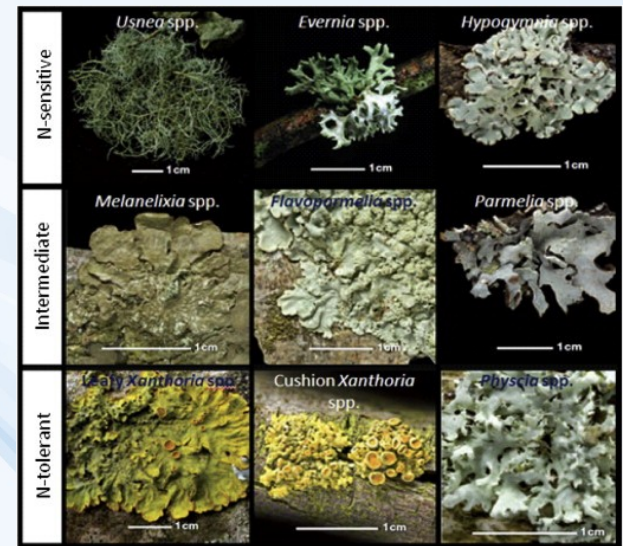 N-sensitive
Usnea spp.
Evernia spp.
Hypogymnia spp.
1cm
1cm
1cm
Intermediate
Melanelixia spp.
Flavoparmelia spp.
Parmelia spp.
1cm
1cm
1cm
N-tolerant
Leafy Xanthoria spp.
Cushion Xanthoria
spp.
Physcia spp.
1cm
1cm
1cm